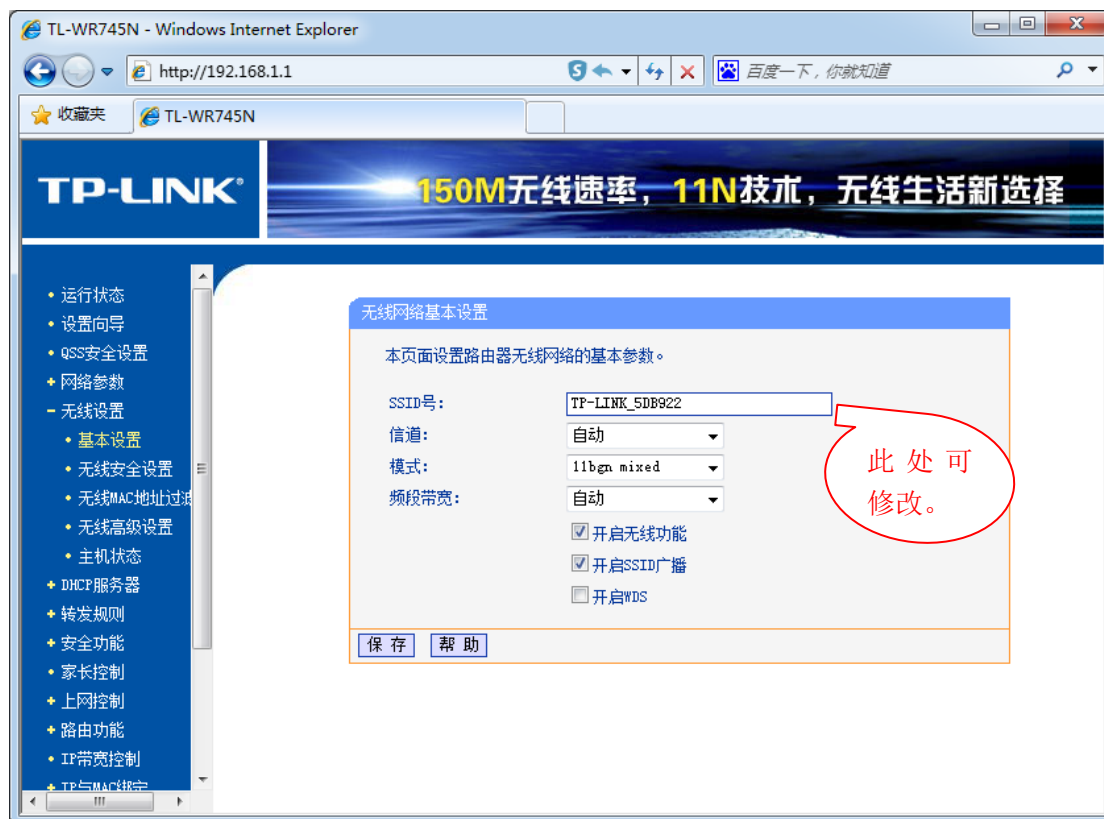 TL-WR745N - Windows Internet Explorer
http://192.168.1.1
百度一下，你就知道
收藏夹
TL-WR745N
TP-LINK®
150M无线速率，11N技术，无线生活新选择
• 运行状态
• 设置向导
• QSS安全设置
+ 网络参数
- 无线设置
• 基本设置
• 无线安全设置
• 无线MAC地址过滤
• 无线高级设置
• 主机状态
+ DHCP服务器
+ 转发规则
+ 安全功能
• 家长控制
+ 上网控制
+ 路由功能
• IP带宽控制
+ IP与MAC绑定
无线网络基本设置
本页面设置路由器无线网络的基本参数。
SSID号：
TP-LINK_5DB922
信道：
自动
模式：
11bgn mixed
频段带宽：
自动
开启无线功能
开启SSID广播
开启WDS
保存 帮助
此处可
修改。